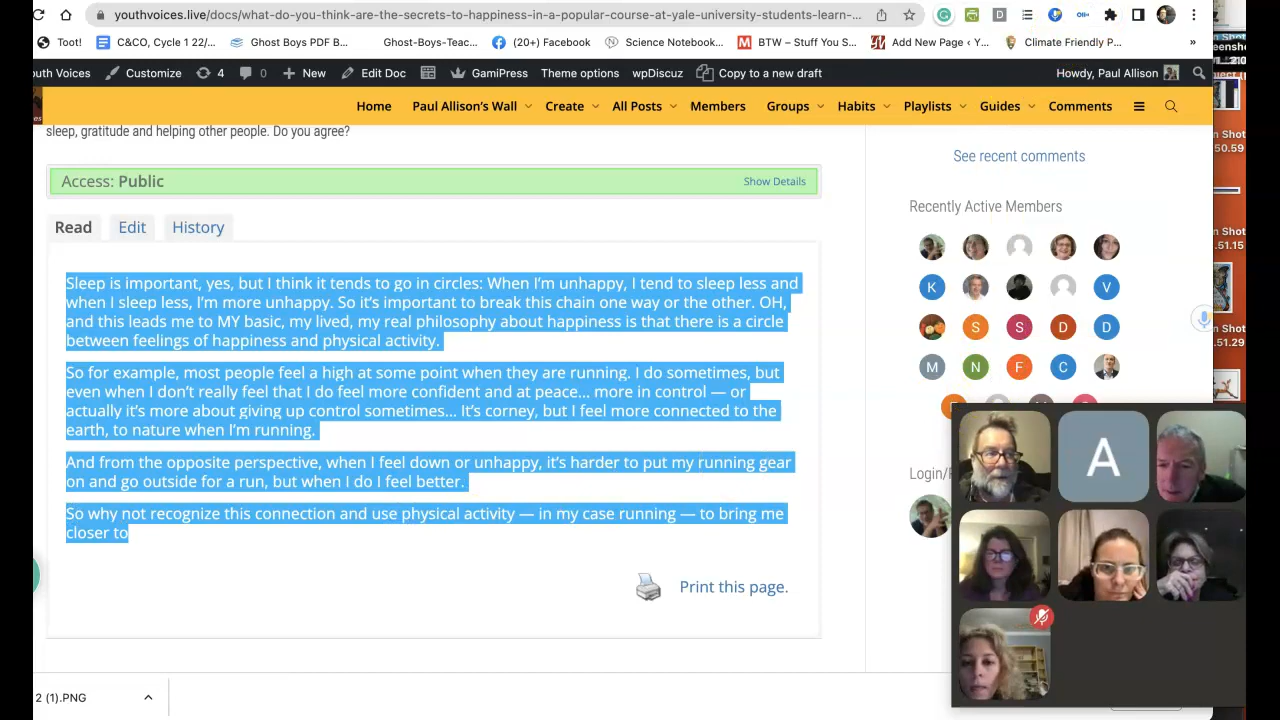 youthvoices.live/docs/what-do-you-think-are-the-secrets-to-happiness-in-a-popular-course-at-yale-university-students-learn-...
Toot!
C&CO, Cycle 1 22/...
Ghost Boys PDF B...
Ghost-Boys-Teac...
(20+) Facebook
Science Notebook...
BTW – Stuff You S...
Add New Page ‹ Y...
Climate Friendly P...
»
outh Voices
Customize
4
0
New
Edit Doc
GamiPress
Theme options
wpDiscuz
Copy to a new draft
Howdy, Paul Allison
Home
Paul Allison's Wall
Create
All Posts
Members
Groups
Habits
Playlists
Guides
Comments
sleep, gratitude and helping other people. Do you agree?
Access: Public
Show Details
Read
Edit
History
Sleep is important, yes, but I think it tends to go in circles: When I'm unhappy, I tend to sleep less and
when I sleep less, I'm more unhappy. So it's important to break this chain one way or the other. OH,
and this leads me to MY basic, my lived, my real philosophy about happiness is that there is a circle
between feelings of happiness and physical activity.
So for example, most people feel a high at some point when they are running. I do sometimes, but
even when I don't really feel that I do feel more confident and at peace... more in control — or
actually it's more about giving up control sometimes... It's corney, but I feel more connected to the
earth, to nature when I'm running.
And from the opposite perspective, when I feel down or unhappy, it's harder to put my running gear
on and go outside for a run, but when I do I feel better.
So why not recognize this connection and use physical activity — in my case running — to bring me
closer to
Print this page.
See recent comments
Recently Active Members
K
V
S
S
D
D
M
N
F
C
Login/
A
2 (1).PNG
n Shot
50.59
n Shot
.51.15
n Shot
.51.29